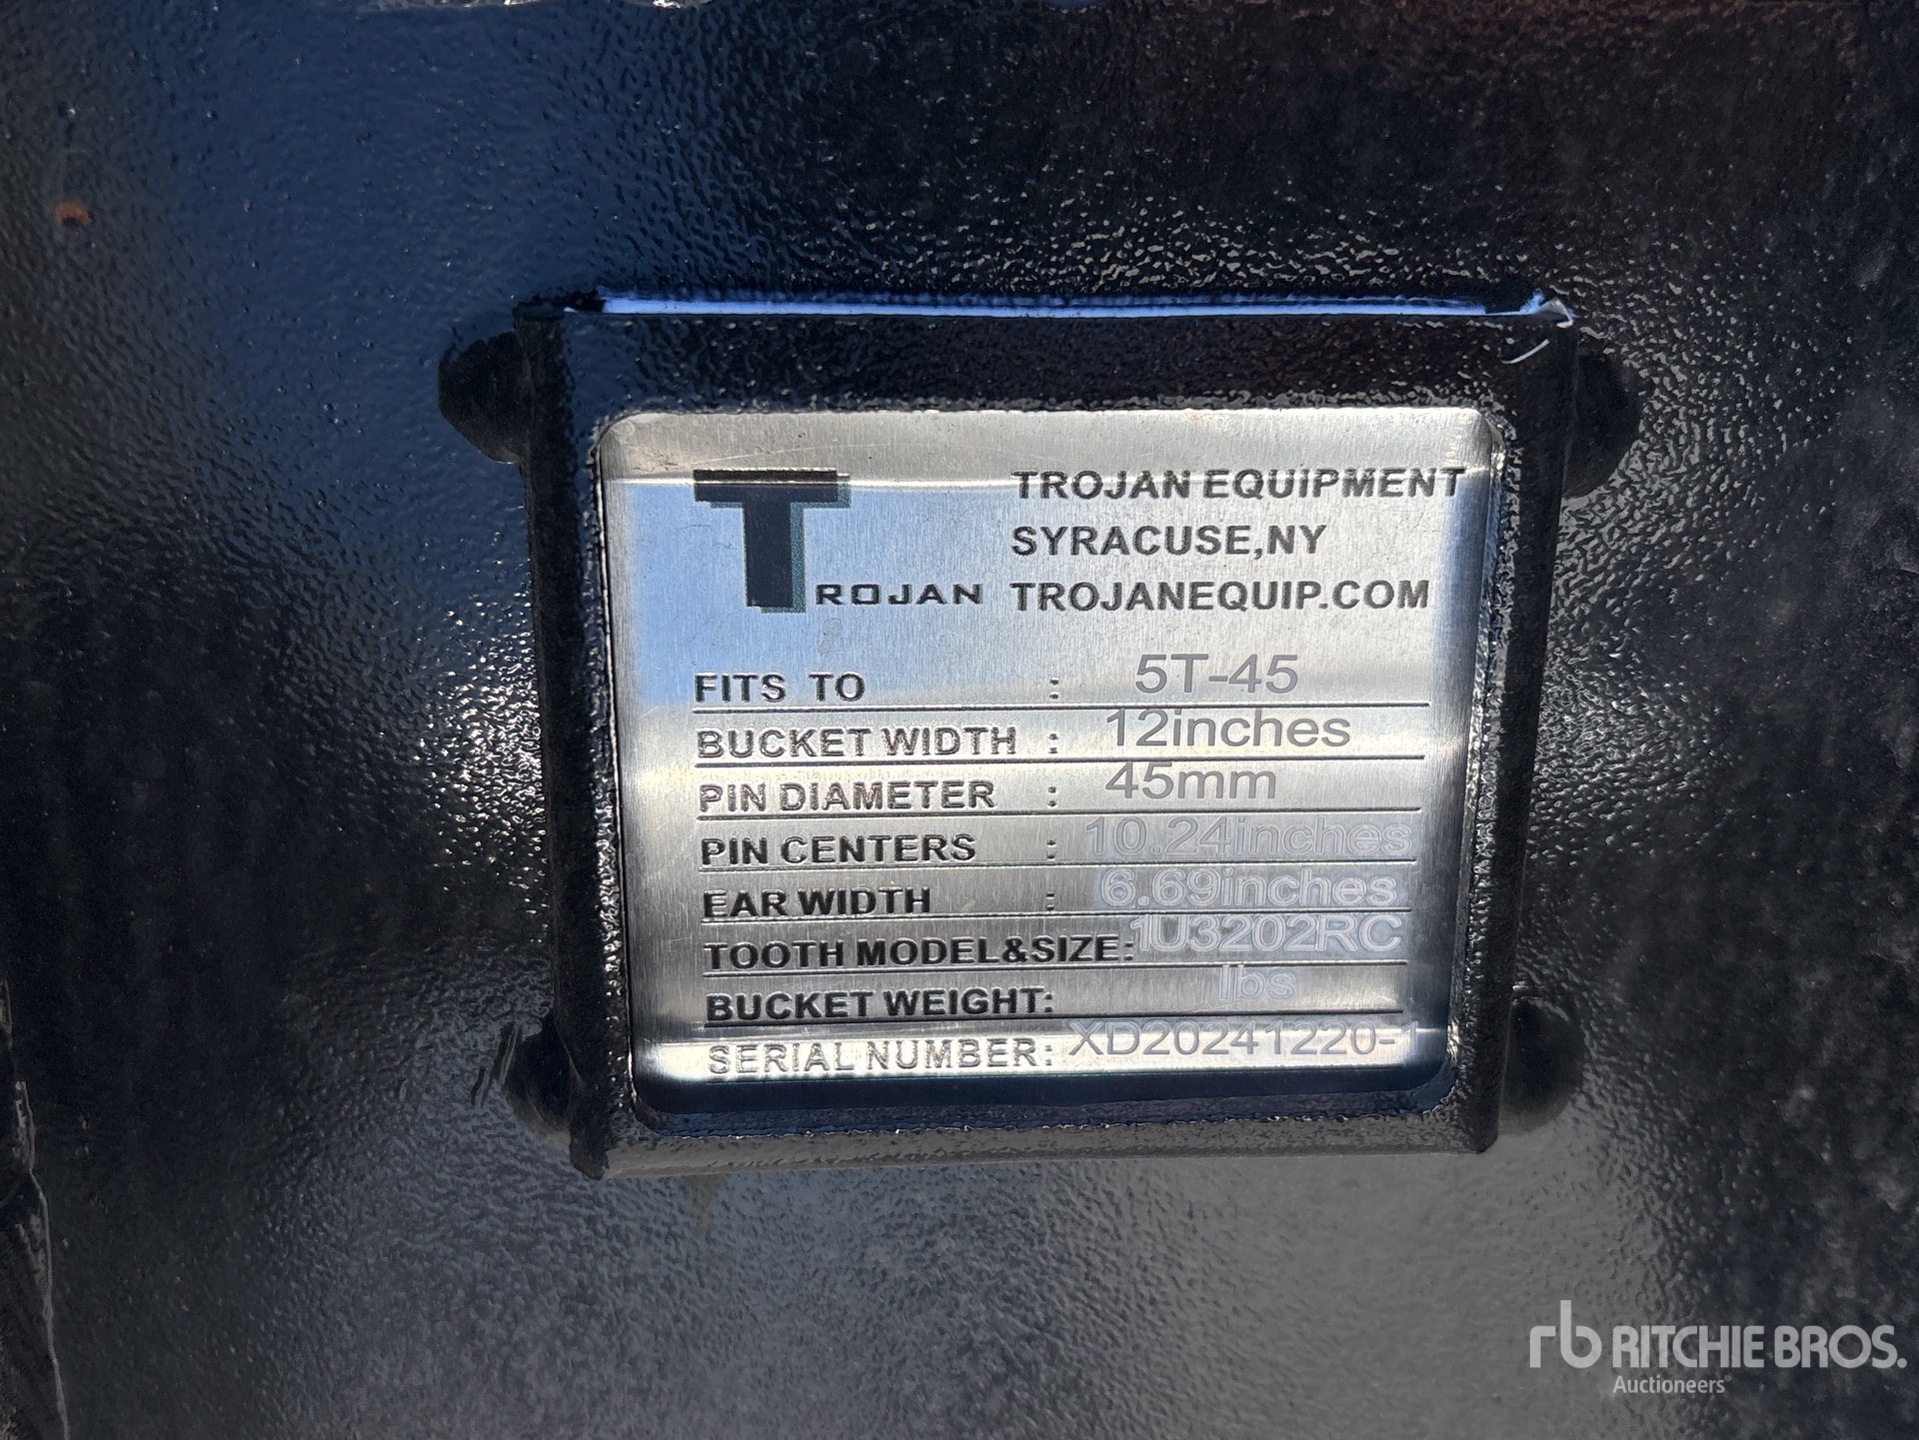 TROJAN
TROJAN EQUIPMENT
SYRACUSE,NY
TROJANEQUIP.COM
FITS TO : 5T-45
BUCKET WIDTH : 12inches
PIN DIAMETER : 45mm
PIN CENTERS : 10.24inches
EAR WIDTH : 6.69inches
TOOTH MODEL&SIZE: 1U3202RC
BUCKET WEIGHT: lbs
SERIAL NUMBER: XD20241220-1
rb RITCHIE BROS.
Auctioneers